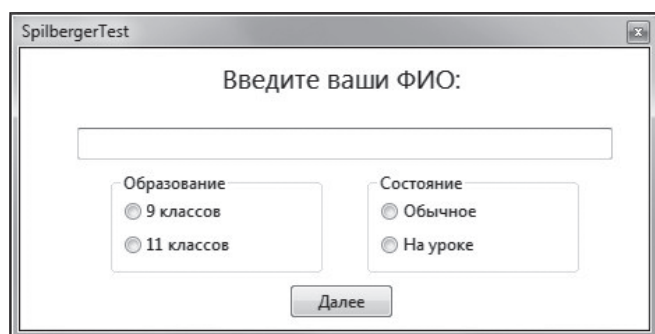 SpilbergerTest
Введите ваши ФИО:
Образование
9 классов
11 классов
Состояние
Обычное
На уроке
Далее